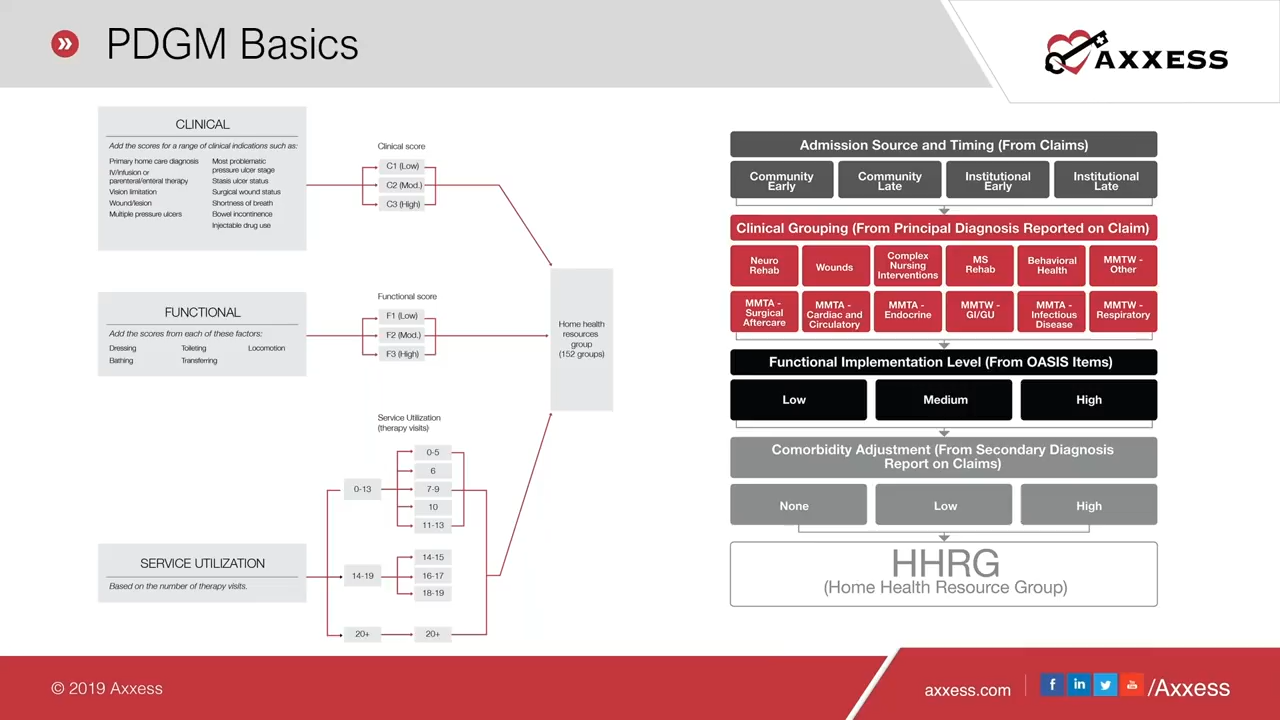 PDGM Basics
AXXESS
CLINICAL
Add the scores for a range of clinical indications such as:
Primary home care diagnosis
IV/infusion or
parenteral/enteral therapy
Vision limitation
Wound/lesion
Multiple pressure ulcers
Most problematic
pressure ulcer stage
Stasis ulcer status
Surgical wound status
Shortness of breath
Bowel incontinence
Injectable drug use
Clinical score
C1 (Low)
C2 (Mod.)
C3 (High)
FUNCTIONAL
Add the scores from each of these factors:
Dressing
Toileting
Locomotion
Bathing
Transferring
Functional score
F1 (Low)
F2 (Mod.)
F3 (High)
Home health
resources
group
(152 groups)
Service Utilization
(therapy visits)
SERVICE UTILIZATION
Based on the number of therapy visits.
0-13
0-5
6
7-9
10
11-13
14-19
14-15
16-17
18-19
20+
20+
Admission Source and Timing (From Claims)
Community
Early
Community
Late
Institutional
Early
Institutional
Late
Clinical Grouping (From Principal Diagnosis Reported on Claim)
Neuro
Rehab
Wounds
Complex
Nursing
Interventions
MS
Rehab
Behavioral
Health
MMTW -
Other
MMTA -
Surgical
Aftercare
MMTA -
Cardiac and
Circulatory
MMTA -
Endocrine
MMTW -
GI/GU
MMTA -
Infectious
Disease
MMTW -
Respiratory
Functional Implementation Level (From OASIS Items)
Low
Medium
High
Comorbidity Adjustment (From Secondary Diagnosis
Report on Claims)
None
Low
High
HHRG
(Home Health Resource Group)
© 2019 Axxess
axxess.com
/Axxess